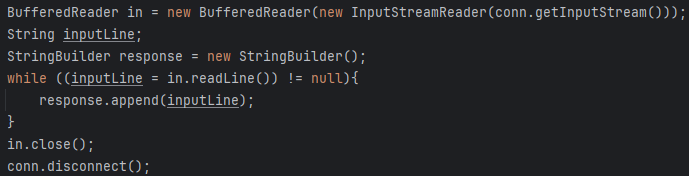 BufferedReader in = new BufferedReader(new InputStreamReader(conn.getInputStream()));
String inputLine;
StringBuilder response = new StringBuilder();
while ((inputLine = in.readLine()) != null){
    response.append(inputLine);
}
in.close();
conn.disconnect();